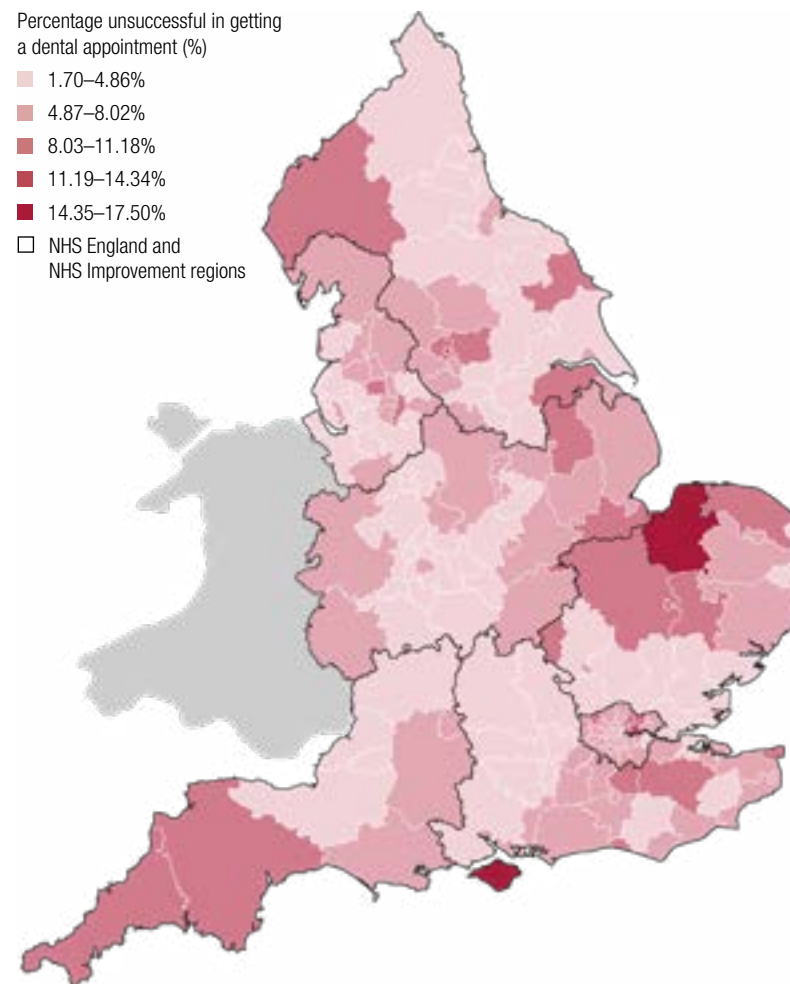 Percentage unsuccessful in getting
a dental appointment (%)
1.70–4.86%
4.87–8.02%
8.03–11.18%
11.19–14.34%
14.35–17.50%
NHS England and
NHS Improvement regions